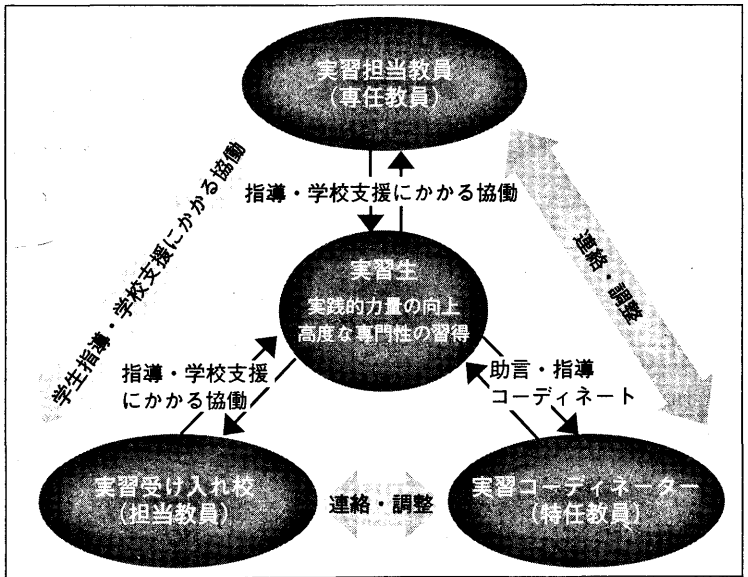 実習担当教員
(専任教員)
指導・学校支援にかかる協働
学生指導・学校支援にかかる協働
連絡・調整
実習生
実践的力量の向上
高度な専門性の習得
指導・学校支援
にかかる協働
助言・指導
コーディネート
実習受け入れ校
(担当教員)
連絡・調整
実習コーディネーター
(特任教員)